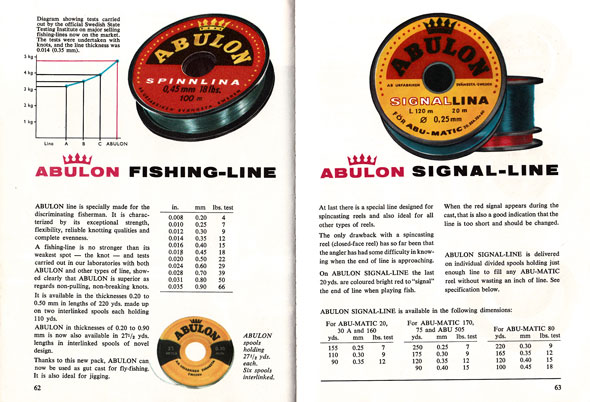 Diagram showing tests carried
out by the official Swedish State
Testing Institute on major selling
fishing-lines now on the market.
The tests were undertaken with
knots, and the line thickness was
0.014 (0.35 mm).
5 kg
4 kg
3 kg
2 kg
1 kg
Line A B C ABULON
ABULON
SPINNLINA
0,45 mm 18 lbs.
100 m
ABULON FISHING-LINE
ABULON line is specially made for the
discriminating fisherman. It is charac-
terized by its exceptional strength,
flexibility, reliable knotting qualities and
complete evenness.
A fishing-line is no stronger than its
weakest spot — the knot — and tests
carried out in our laboratories with both
ABULON and other types of line, show-
ed clearly that ABULON is superior as
regards non-pulling, non-breaking knots.
It is available in the thicknesses 0.20 to
0.50 mm in lengths of 220 yds. made up
on two interlinked spools each holding
110 yds.
ABULON in thicknesses of 0.20 to 0.90
mm is now also available in 27¹/₂ yds.
lengths in interlinked spools of novel
design.
Thanks to this new pack, ABULON can
now be used as gut cast for fly-fishing.
It is also ideal for jigging.
in. mm lbs. test
0.008 0.20 4
0.010 0.25 7
0.012 0.30 9
0.014 0.35 12
0.016 0.40 15
0.018 0.45 18
0.020 0.50 22
0.024 0.60 29
0.028 0.70 39
0.031 0.80 50
0.035 0.90 66
ABULON
ABULON
spools
holding
27¹/₂ yds.
each.
Six spools
interlinked.
62
ABULON
AB URFABRIKEN SVÄNGSTA-SWEDEN
SIGNALLINA
L 120 m 20 m
Ø 0,25 mm
FÖR ABU-MATIC
ABULON SIGNAL-LINE
At last there is a special line designed for
spincasting reels and also ideal for all
other types of reels.
The only drawback with a spincasting
reel (closed-face reel) has so far been that
the angler has had some difficulty in know-
ing when the end of line is approaching.
On ABULON SIGNAL-LINE the last
20 yds. are coloured bright red to "signal"
the end of line when playing fish.
When the red signal appears during the
cast, that is also a good indication that the
line is too short and should be changed.
ABULON SIGNAL-LINE is delivered
on individual divided spools holding just
enough line to fill any ABU-MATIC
reel without wasting an inch of line. See
specification below.
ABULON SIGNAL-LINE is available in the following dimensions:
For ABU-MATIC 20,
30 A and 160
yds. mm lbs. test
155 0.25 7
110 0.30 9
90 0.35 12
For ABU-MATIC 170,
75 and ABU 505
yds. mm lbs. test
250 0.25 7
175 0.30 9
120 0.35 12
90 0.40 15
For ABU-MATIC 80
yds. mm lbs. test
220 0.30 9
165 0.35 12
120 0.40 15
100 0.45 18
63